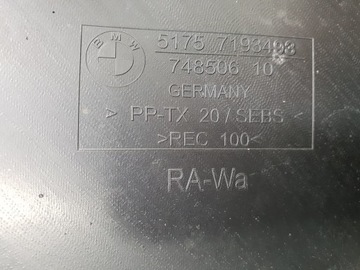 BMW
5175 7193498
748506 10
GERMANY
> PP-TX 20/SEBS <
>REC 100<
RA-Wa